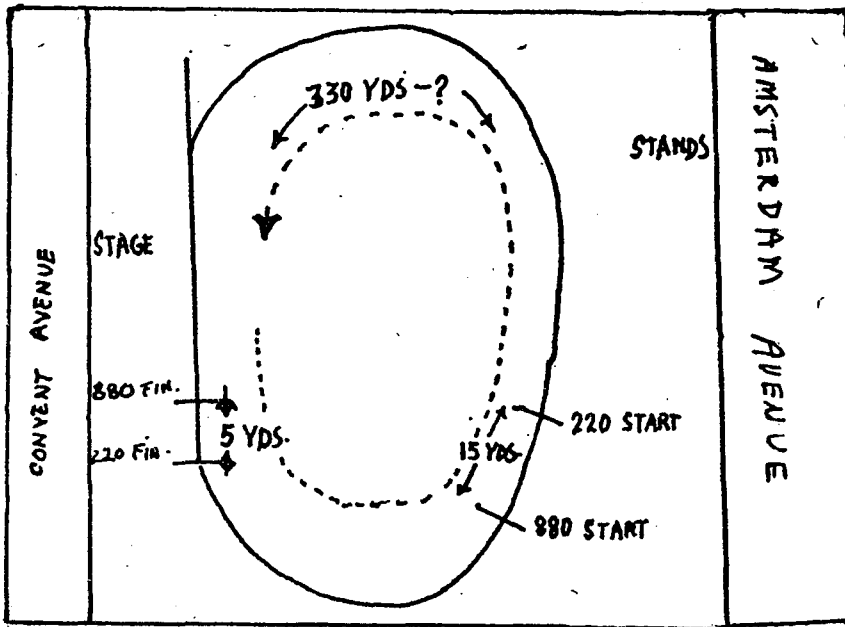 330 YDS-?
STANDS
AMSTERDAM AVENUE
STAGE
CONVENT AVENUE
880 FIN.
5 YDS.
220 FIN.
220 START
15 YDS.
880 START